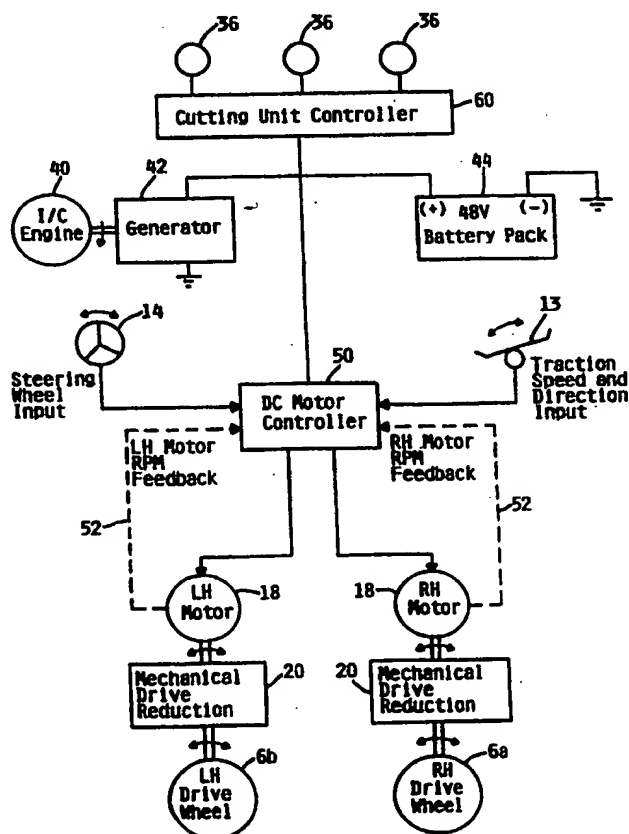 36 36 36
60
Cutting Unit Controller
40
I/C
Engine
42
Generator
44
(+) 48V (-)
Battery Pack
14
Steering
Wheel
Input
13
Traction
Speed and
Direction
Input
50
DC Motor
Controller
LH Motor
RPM
Feedback
RH Motor
RPM
Feedback
52
52
LH
Motor
18
18
RH
Motor
Mechanical
Drive
Reduction
20
20
Mechanical
Drive
Reduction
6b
LH
Drive
Wheel
6a
RH
Drive
Wheel